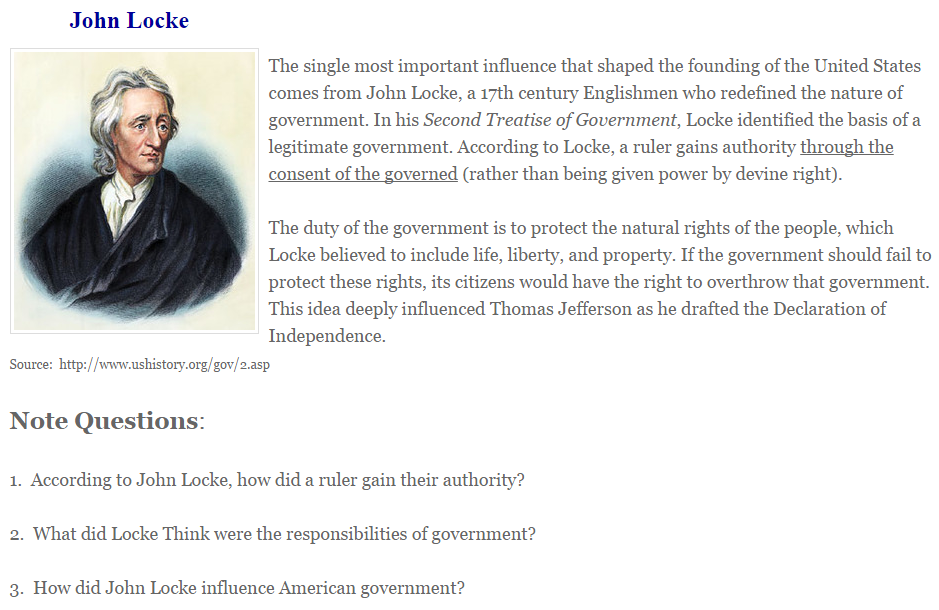 John Locke
The single most important influence that shaped the founding of the United States
comes from John Locke, a 17th century Englishmen who redefined the nature of
government. In his Second Treatise of Government, Locke identified the basis of a
legitimate government. According to Locke, a ruler gains authority through the
consent of the governed (rather than being given power by devine right).
The duty of the government is to protect the natural rights of the people, which
Locke believed to include life, liberty, and property. If the government should fail to
protect these rights, its citizens would have the right to overthrow that government.
This idea deeply influenced Thomas Jefferson as he drafted the Declaration of
Independence.
Source: http://www.ushistory.org/gov/2.asp
Note Questions:
1. According to John Locke, how did a ruler gain their authority?
2. What did Locke Think were the responsibilities of government?
3. How did John Locke influence American government?